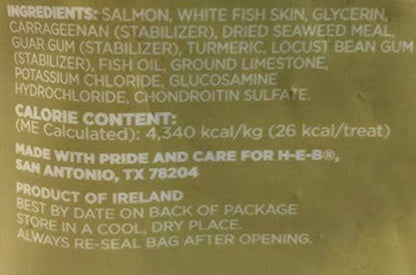 INGREDIENTS: SALMON, WHITE FISH SKIN, GLYCERIN,
CARRAGEENAN (STABILIZER), DRIED SEAWEED MEAL,
GUAR GUM (STABILIZER), TURMERIC, LOCUST BEAN GUM
(STABILIZER), FISH OIL, GROUND LIMESTONE,
POTASSIUM CHLORIDE, GLUCOSAMINE
HYDROCHLORIDE, CHONDROITIN SULFATE.
CALORIE CONTENT:
(ME Calculated): 4,340 kcal/kg (26 kcal/treat)
MADE WITH PRIDE AND CARE FOR H-E-B®,
SAN ANTONIO, TX 78204
PRODUCT OF IRELAND
BEST BY DATE ON BACK OF PACKAGE
STORE IN A COOL, DRY PLACE.
ALWAYS RE-SEAL BAG AFTER OPENING.